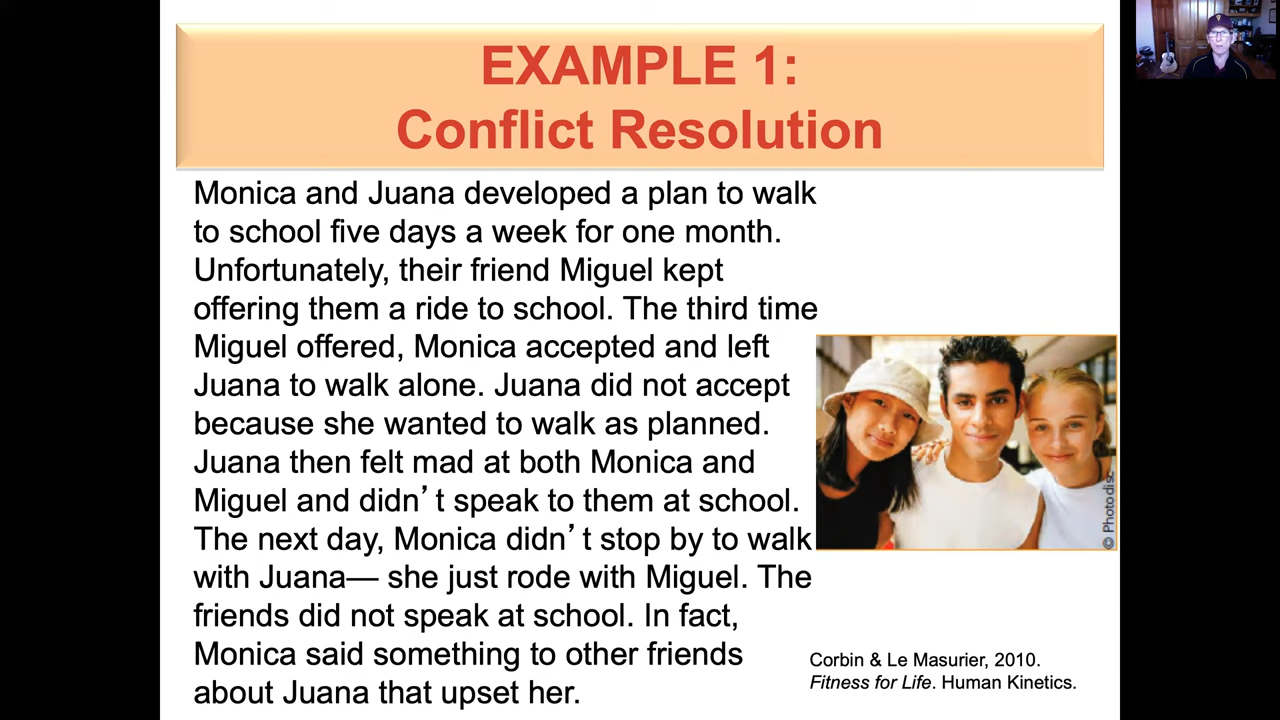 EXAMPLE 1:
Conflict Resolution
Monica and Juana developed a plan to walk
to school five days a week for one month.
Unfortunately, their friend Miguel kept
offering them a ride to school. The third time
Miguel offered, Monica accepted and left
Juana to walk alone. Juana did not accept
because she wanted to walk as planned.
Juana then felt mad at both Monica and
Miguel and didn’t speak to them at school.
The next day, Monica didn’t stop by to walk
with Juana— she just rode with Miguel. The
friends did not speak at school. In fact,
Monica said something to other friends
about Juana that upset her.
© Photodisc
Corbin & Le Masurier, 2010.
Fitness for Life. Human Kinetics.